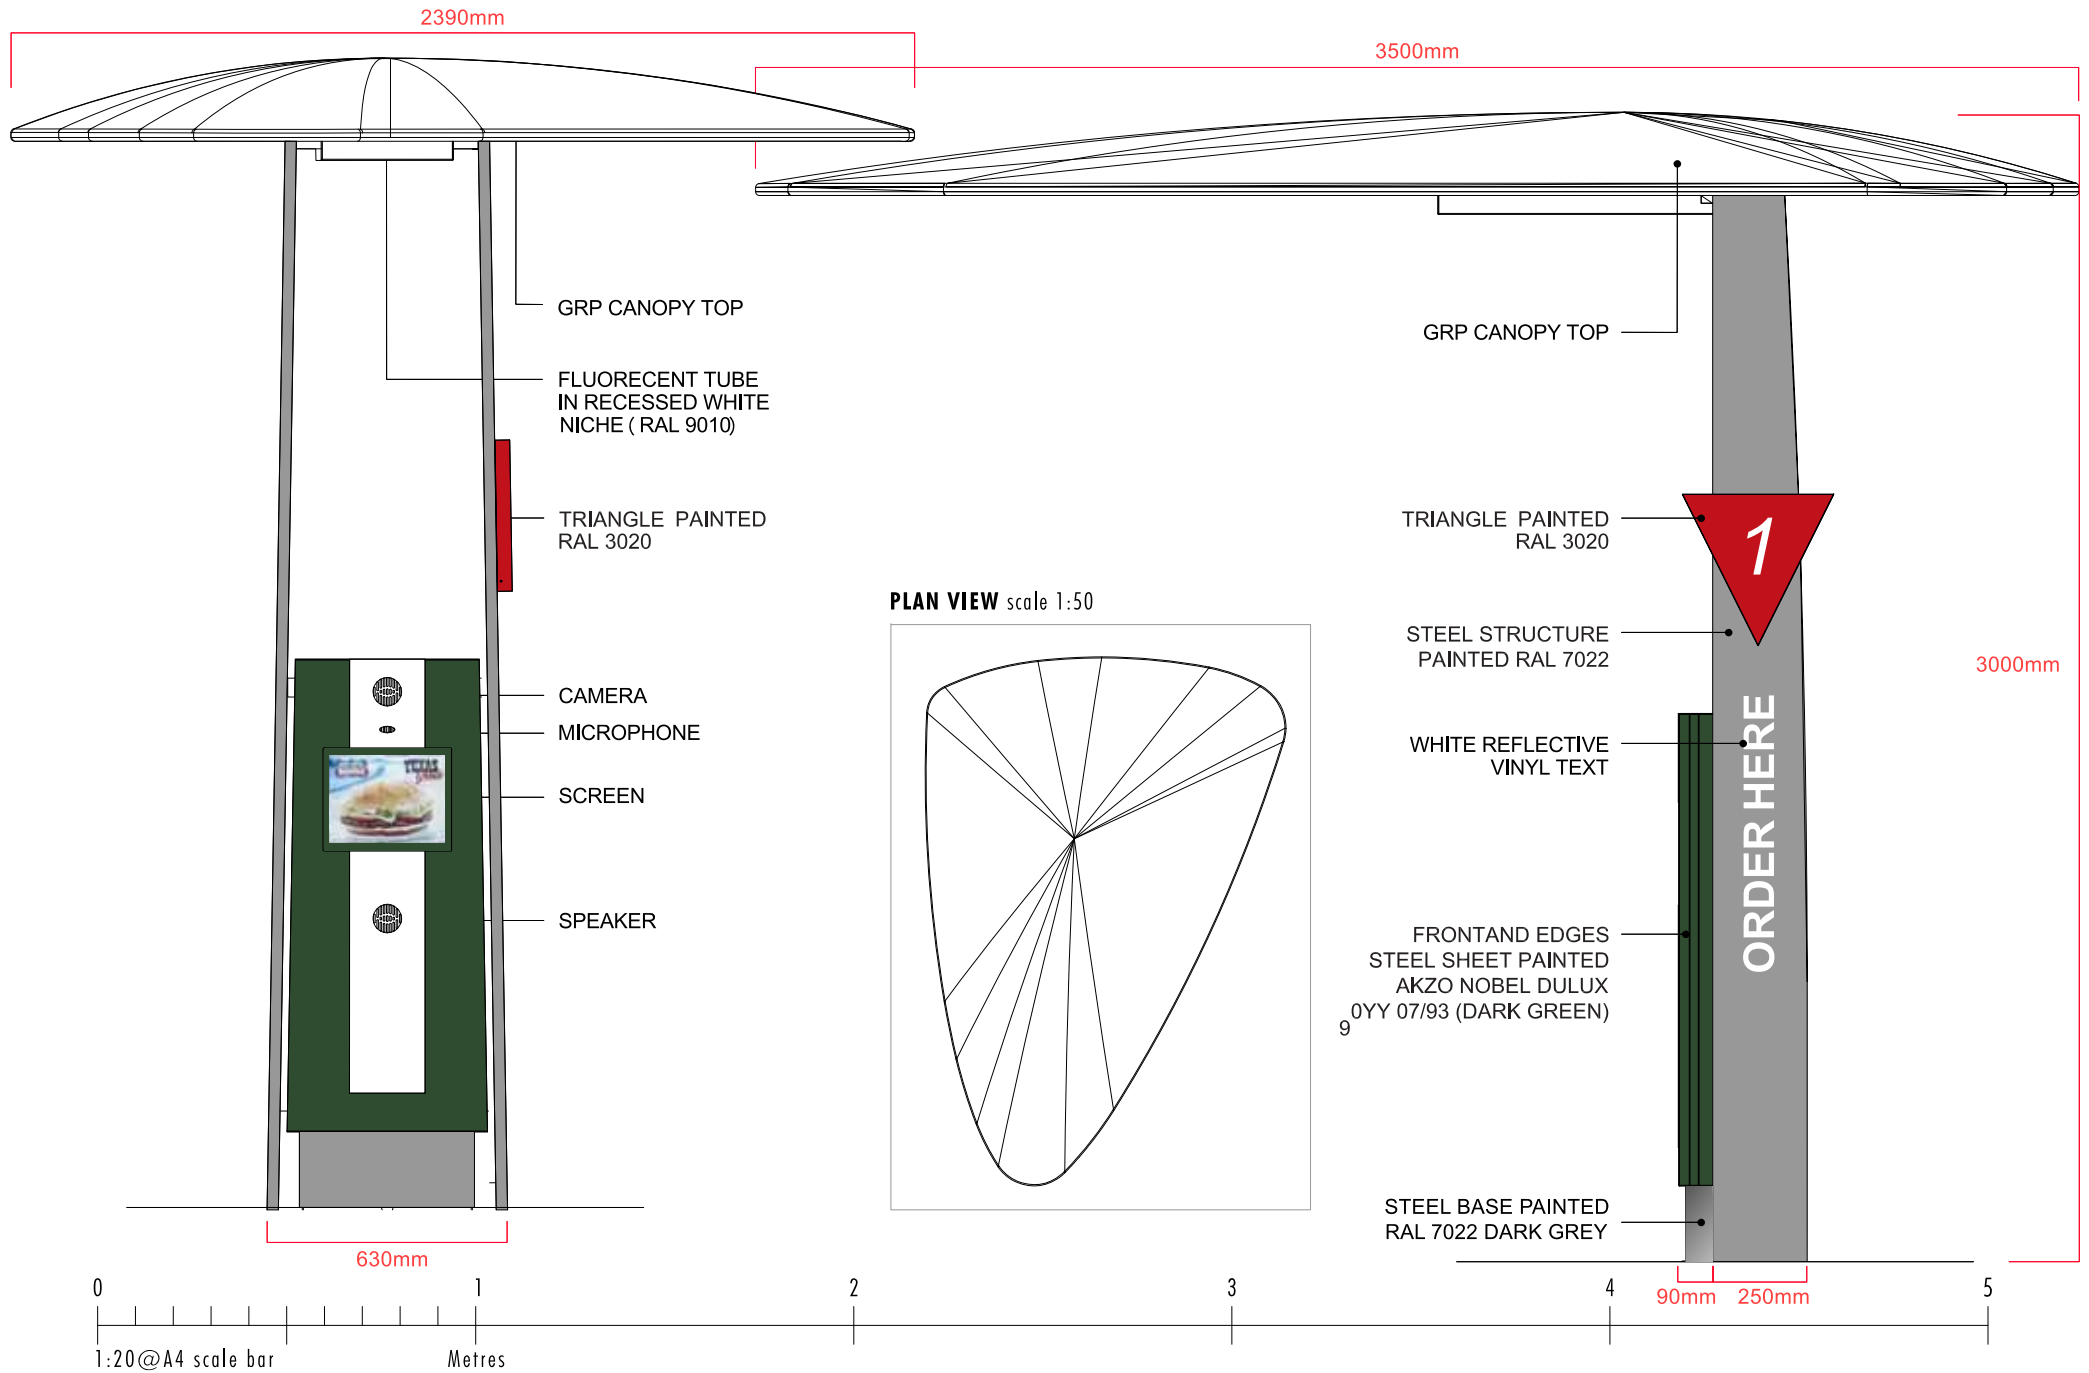 2390mm
3500mm
GRP CANOPY TOP
FLUORECENT TUBE
IN RECESSED WHITE
NICHE ( RAL 9010)
TRIANGLE PAINTED
RAL 3020
CAMERA
MICROPHONE
SCREEN
TEXAS
SPEAKER
630mm
PLAN VIEW scale 1:50
GRP CANOPY TOP
TRIANGLE PAINTED
RAL 3020
1
STEEL STRUCTURE
PAINTED RAL 7022
3000mm
WHITE REFLECTIVE
VINYL TEXT
ORDER HERE
FRONTAND EDGES
STEEL SHEET PAINTED
AKZO NOBEL DULUX
90YY 07/93 (DARK GREEN)
STEEL BASE PAINTED
RAL 7022 DARK GREY
90mm 250mm
0 1 2 3 4 5
1:20@A4 scale bar Metres